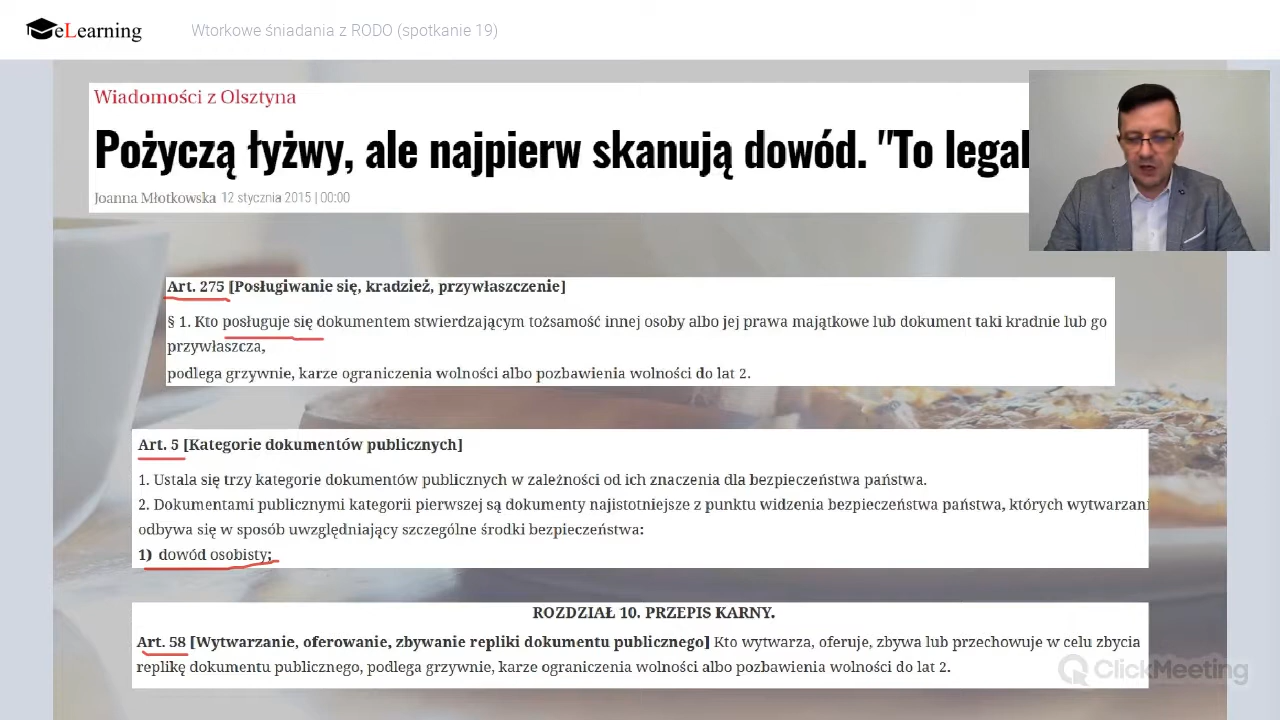 eLearning
Wtorkowe śniadania z RODO (spotkanie 19)
Wiadomości z Olsztyna
Pożyczą łyżwy, ale najpierw skanują dowód. "To legal
Joanna Młotkowska 12 stycznia 2015 | 00:00
Art. 275 [Posługiwanie się, kradzież, przywłaszczenie]
§ 1. Kto posługuje się dokumentem stwierdzającym tożsamość innej osoby albo jej prawa majątkowe lub dokument taki kradnie lub go
przywłaszcza,
podlega grzywnie, karze ograniczenia wolności albo pozbawienia wolności do lat 2.
Art. 5 [Kategorie dokumentów publicznych]
1. Ustala się trzy kategorie dokumentów publicznych w zależności od ich znaczenia dla bezpieczeństwa państwa.
2. Dokumentami publicznymi kategorii pierwszej są dokumenty najistotniejsze z punktu widzenia bezpieczeństwa państwa, których wytwarzani
odbywa się w sposób uwzględniający szczególne środki bezpieczeństwa:
1) dowód osobisty;
ROZDZIAŁ 10. PRZEPIS KARNY.
Art. 58 [Wytwarzanie, oferowanie, zbywanie repliki dokumentu publicznego] Kto wytwarza, oferuje, zbywa lub przechowuje w celu zbycia
replikę dokumentu publicznego, podlega grzywnie, karze ograniczenia wolności albo pozbawienia wolności do lat 2.
ClickMeeting